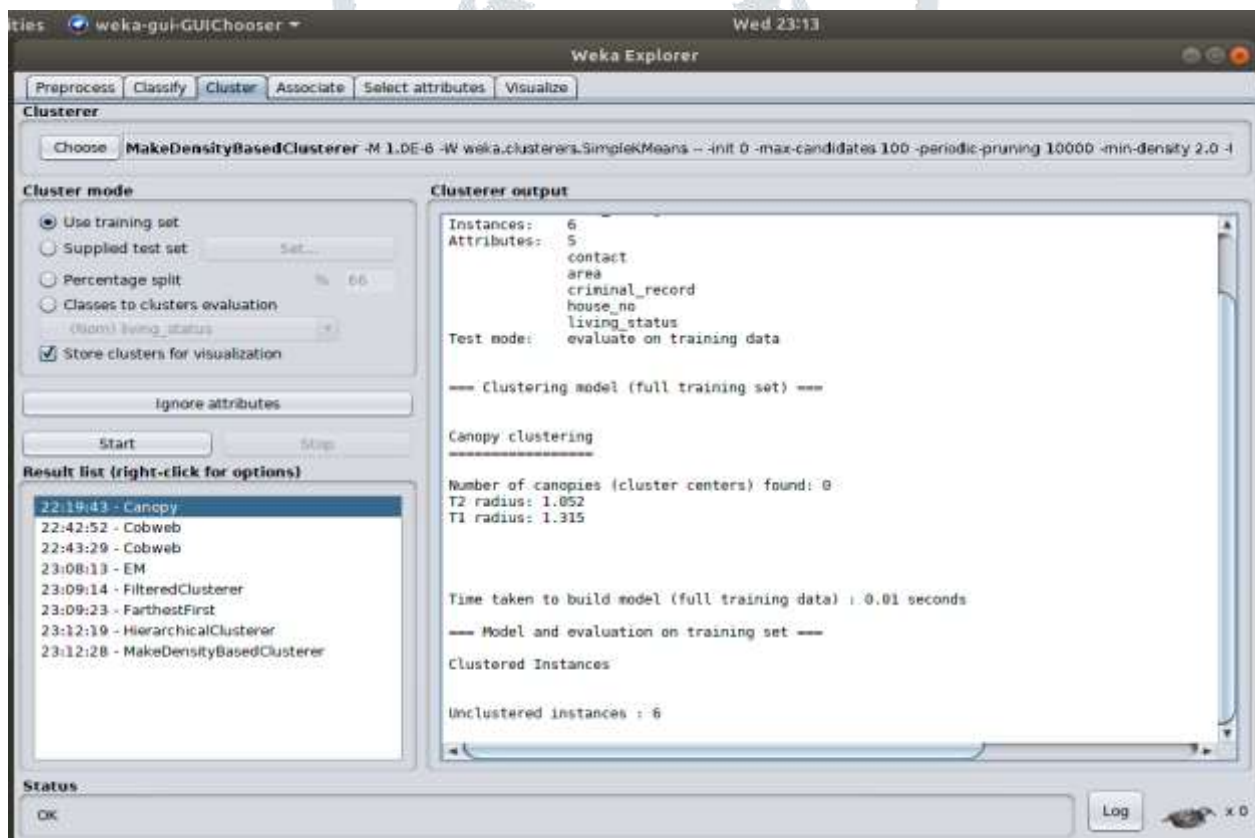 ities weka-gui-GUIChooser Wed 23:13
Weka Explorer
Preprocess Classify Cluster Associate Select attributes Visualize
Clusterer
Choose MakeDensityBasedClusterer -M 1.0E-6 -W weka.clusterers.SimpleKMeans -- -init 0 -max-candidates 100 -periodic-pruning 10000 -min-density 2.0 -t
Cluster mode
Use training set
Supplied test set Set...
Percentage split % 66
Classes to clusters evaluation
(Nom) living_status
Store clusters for visualization
Ignore attributes
Start Stop
Result list (right-click for options)
22:19:43 - Canopy
22:42:52 - Cobweb
22:43:29 - Cobweb
23:08:13 - EM
23:09:14 - FilteredClusterer
23:09:23 - FarthestFirst
23:12:19 - HierarchicalClusterer
23:12:28 - MakeDensityBasedClusterer
Clusterer output
Instances: 6
Attributes: 5
contact
area
criminal_record
house_no
living_status
Test mode: evaluate on training data
=== Clustering model (full training set) ===
Canopy clustering
=================
Number of canopies (cluster centers) found: 0
T2 radius: 1.052
T1 radius: 1.315
Time taken to build model (full training data) : 0.01 seconds
=== Model and evaluation on training set ===
Clustered Instances
Unclustered instances : 6
Status
OK
Log x 0